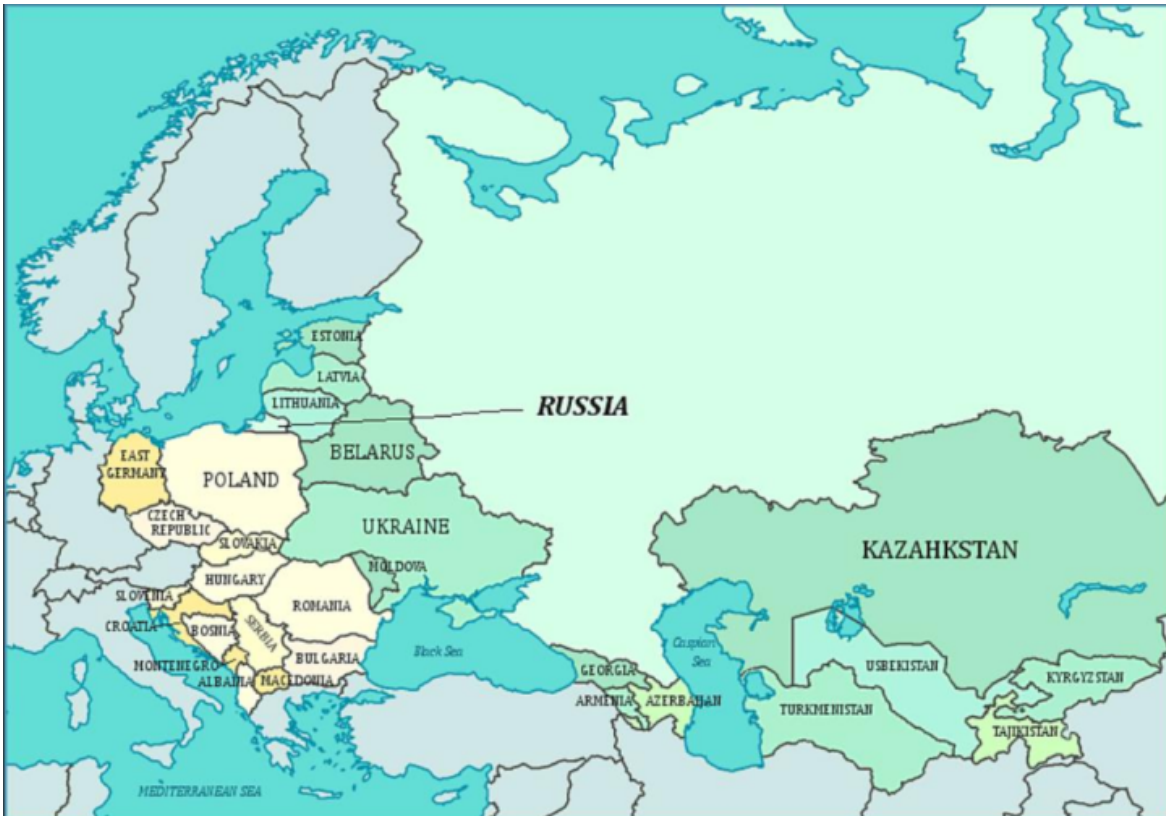 ESTONIA
LATVIA
LITHUANIA
RUSSIA
BELARUS
EAST
GERMANY
POLAND
CZECH
REPUBLIC
UKRAINE
SLOVAKIA
KAZAHKSTAN
MOLDOVA
HUNGARY
SLOVENIA
ROMANIA
CROATIA
BOSNIA
SERBIA
Black Sea
Caspian
Sea
BULGARIA
MONTENEGRO
ALBANIA
MACEDONIA
GEORGIA
ARMENIA
AZERBAIJAN
USBEKISTAN
KYRGYZSTAN
TURKMENISTAN
TAJIKISTAN
MEDITERRANEAN SEA